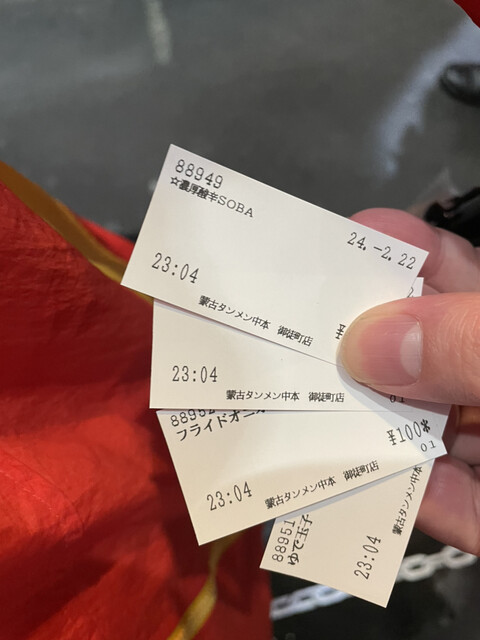 88949
☆濃厚酸辛SOBA
24.-2.22
23:04
蒙古タンメン中本 御徒町店
¥
23:04
蒙古タンメン中本 御徒町店
01
8895
フライドオニオ
¥100*
01
23:04
蒙古タンメン中本 御徒町店
88951
ゆで玉子
23:04
蒙古タンメン中本